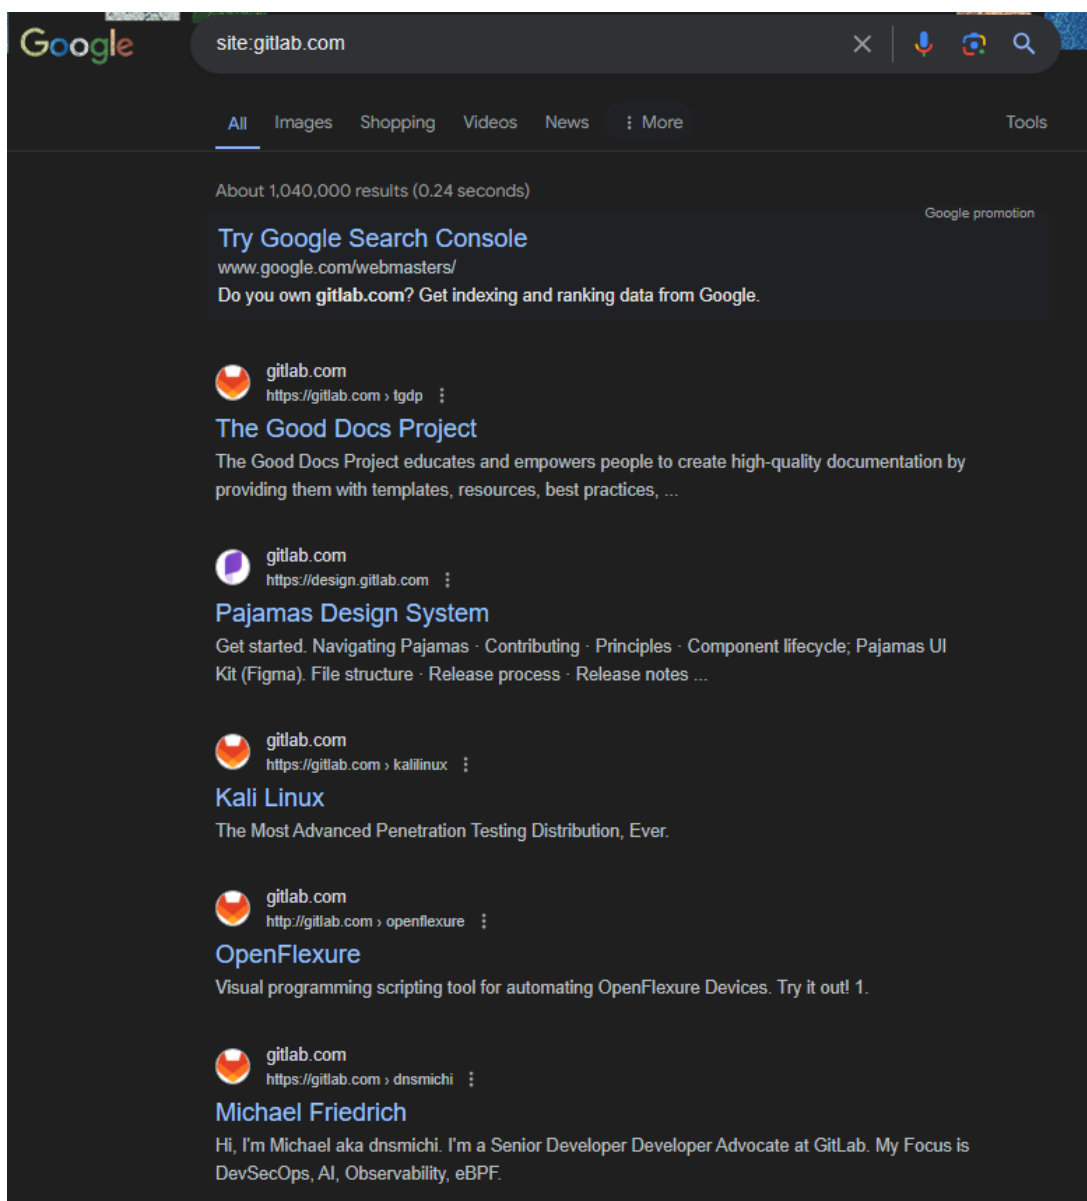 Google
site:gitlab.com
All Images Shopping Videos News More Tools
About 1,040,000 results (0.24 seconds)
Google promotion
Try Google Search Console
www.google.com/webmasters/
Do you own gitlab.com? Get indexing and ranking data from Google.
gitlab.com
https://gitlab.com › tgdp
The Good Docs Project
The Good Docs Project educates and empowers people to create high-quality documentation by
providing them with templates, resources, best practices, ...
gitlab.com
https://design.gitlab.com
Pajamas Design System
Get started. Navigating Pajamas · Contributing · Principles · Component lifecycle; Pajamas UI
Kit (Figma). File structure · Release process · Release notes ...
gitlab.com
https://gitlab.com › kalilinux
Kali Linux
The Most Advanced Penetration Testing Distribution, Ever.
gitlab.com
http://gitlab.com › openflexure
OpenFlexure
Visual programming scripting tool for automating OpenFlexure Devices. Try it out! 1.
gitlab.com
https://gitlab.com › dnsmichi
Michael Friedrich
Hi, I'm Michael aka dnsmichi. I'm a Senior Developer Developer Advocate at GitLab. My Focus is
DevSecOps, AI, Observability, eBPF.